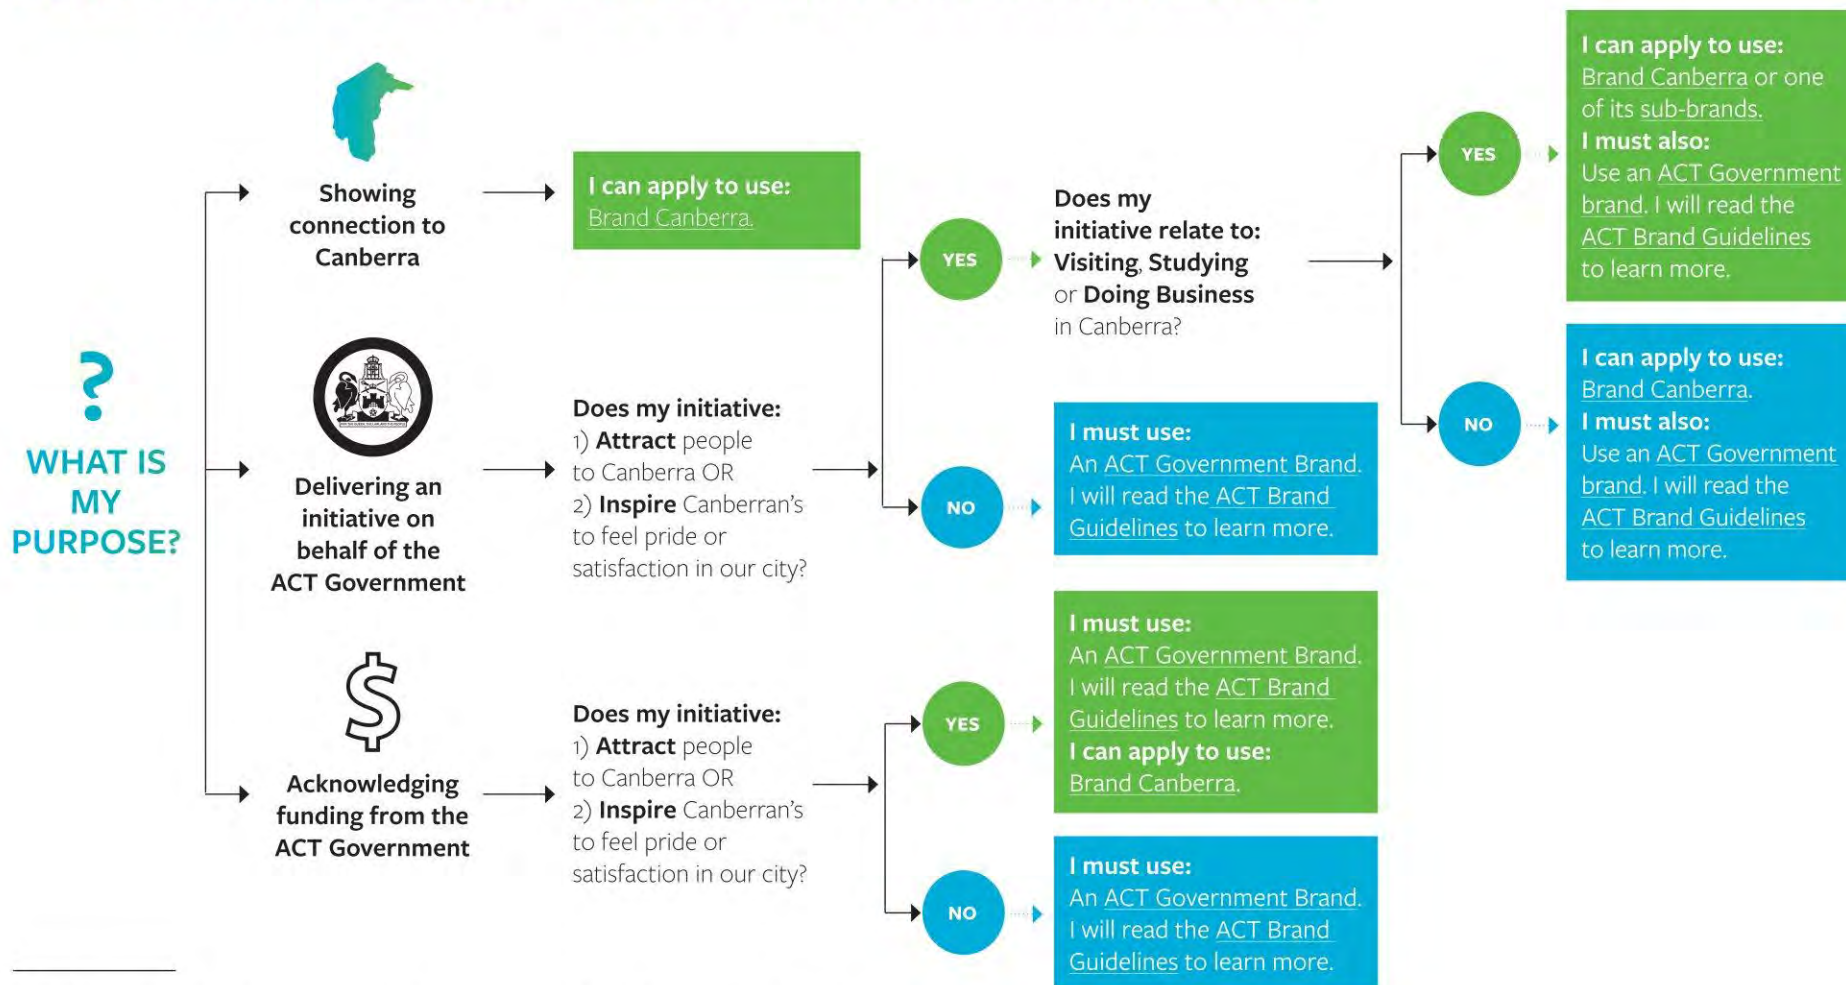 ?
WHAT IS
MY
PURPOSE?
Showing
connection to
Canberra
I can apply to use:
Brand Canberra.
Delivering an
initiative on
behalf of the
ACT Government
Does my initiative:
1) Attract people
to Canberra OR
2) Inspire Canberran's
to feel pride or
satisfaction in our city?
YES
Does my
initiative relate to:
Visiting, Studying
or Doing Business
in Canberra?
YES
I can apply to use:
Brand Canberra or one
of its sub-brands.
I must also:
Use an ACT Government
brand. I will read the
ACT Brand Guidelines
to learn more.
NO
I can apply to use:
Brand Canberra.
I must also:
Use an ACT Government
brand. I will read the
ACT Brand Guidelines
to learn more.
NO
I must use:
An ACT Government Brand.
I will read the ACT Brand
Guidelines to learn more.
$
Acknowledging
funding from the
ACT Government
Does my initiative:
1) Attract people
to Canberra OR
2) Inspire Canberran's
to feel pride or
satisfaction in our city?
YES
I must use:
An ACT Government Brand.
I will read the ACT Brand
Guidelines to learn more.
I can apply to use:
Brand Canberra.
NO
I must use:
An ACT Government Brand.
I will read the ACT Brand
Guidelines to learn more.